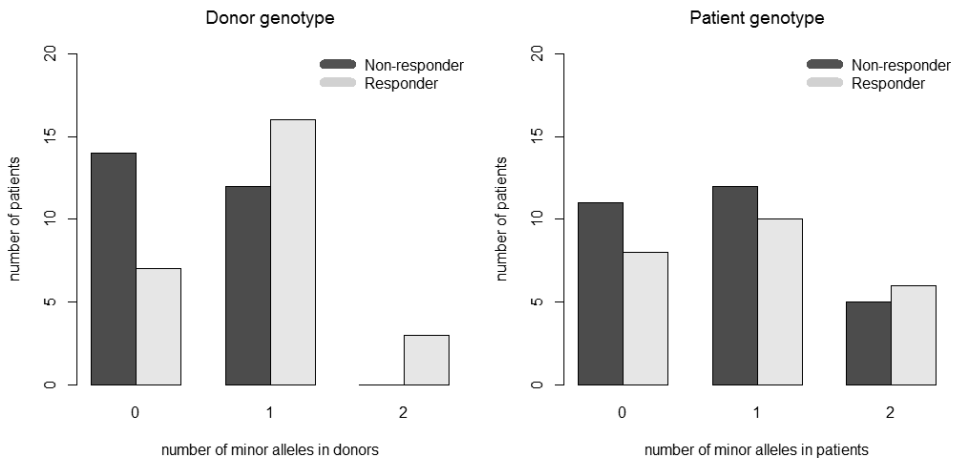 Donor genotype
Non-responder
Responder
number of patients
20
15
10
5
0
0 1 2
number of minor alleles in donors
Patient genotype
Non-responder
Responder
number of patients
20
15
10
5
0
0 1 2
number of minor alleles in patients